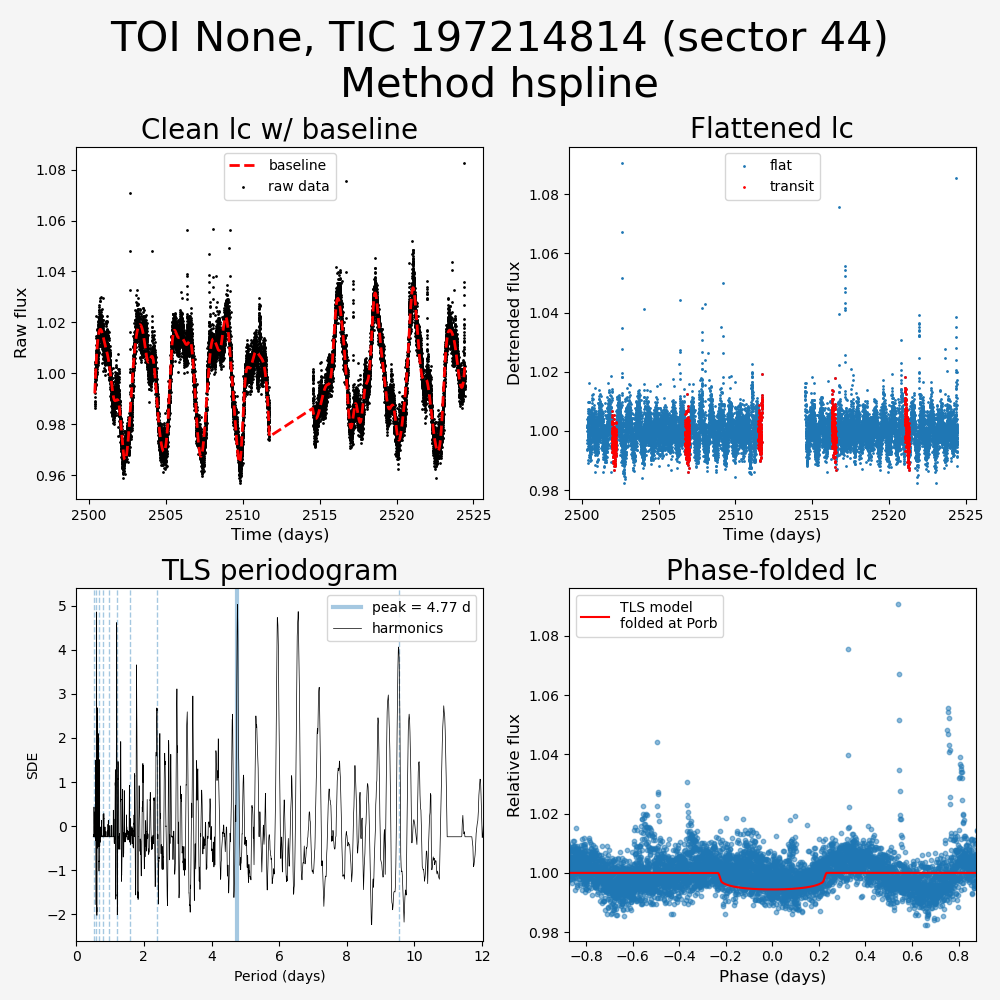 TOI None, TIC 197214814 (sector 44)
Method hspline
Clean lc w/ baseline
baseline
raw data
Raw flux
1.08
1.06
1.04
1.02
1.00
0.98
0.96
2500
2505
2510
2515
2520
2525
Time (days)
Flattened lc
flat
transit
Detrended flux
1.08
1.06
1.04
1.02
1.00
0.98
2500
2505
2510
2515
2520
2525
Time (days)
TLS periodogram
peak = 4.77 d
harmonics
SDE
5
4
3
2
1
0
−1
−2
0
2
4
6
8
10
12
Period (days)
Phase-folded lc
TLS model
folded at Porb
Relative flux
1.08
1.06
1.04
1.02
1.00
0.98
−0.8
−0.6
−0.4
−0.2
0.0
0.2
0.4
0.6
0.8
Phase (days)